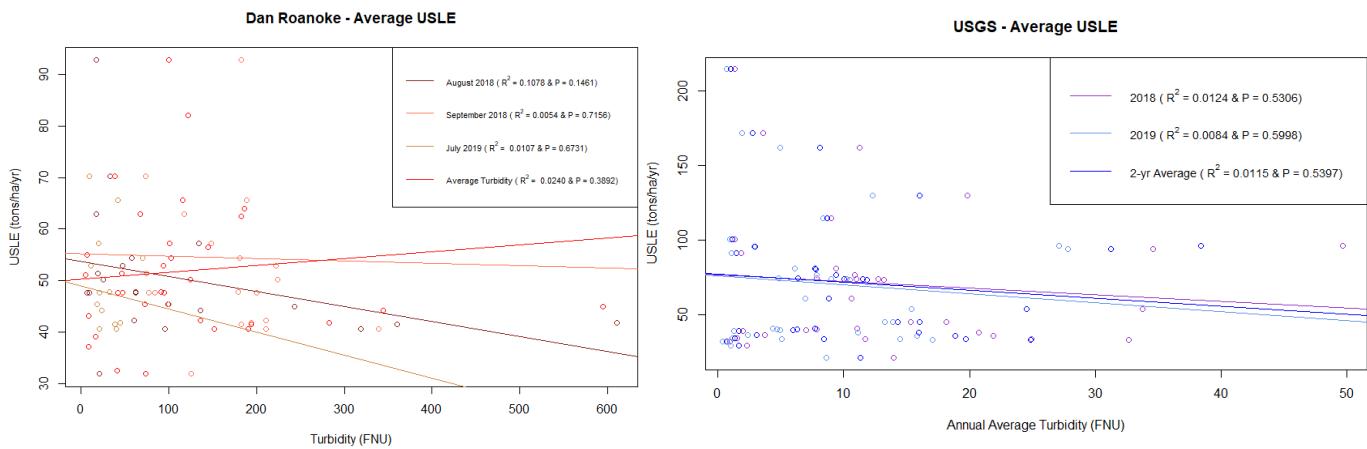 Dan Roanoke - Average USLE
USLE (tons/ha/yr)
90
80
70
60
50
40
30
0
100
200
300
400
500
600
Turbidity (FNU)
August 2018 ( R² = 0.1078 & P = 0.1461)
September 2018 ( R² = 0.0054 & P = 0.7156)
July 2019 ( R² = 0.0107 & P = 0.6731)
Average Turbidity ( R² = 0.0240 & P = 0.3892)
USGS - Average USLE
USLE (tons/ha/yr)
200
150
100
50
0
10
20
30
40
50
Annual Average Turbidity (FNU)
2018 ( R² = 0.0124 & P = 0.5306)
2019 ( R² = 0.0084 & P = 0.5998)
2-yr Average ( R² = 0.0115 & P = 0.5397)